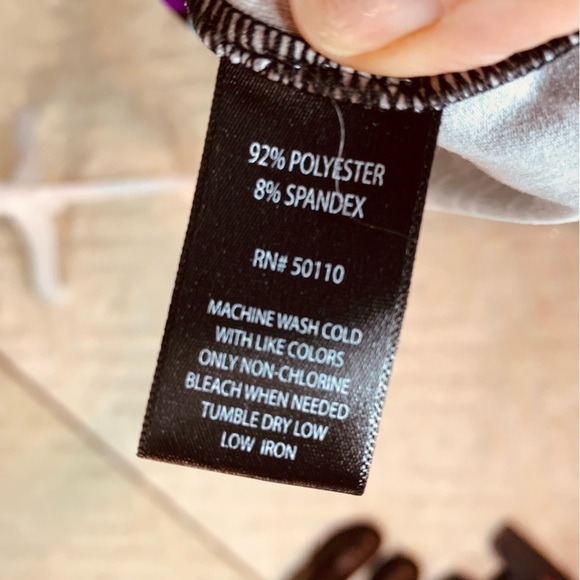 92% POLYESTER
8% SPANDEX
RN# 50110
MACHINE WASH COLD
WITH LIKE COLORS
ONLY NON-CHLORINE
BLEACH WHEN NEEDED
TUMBLE DRY LOW
LOW IRON